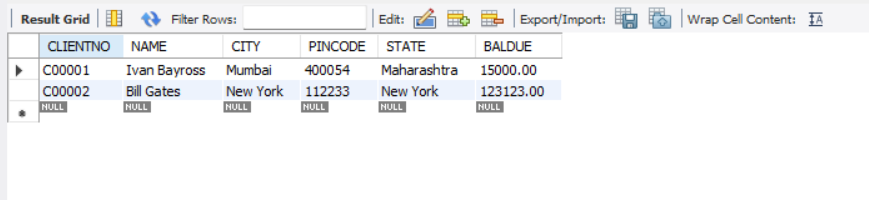 Result Grid Filter Rows: Edit: Export/Import: Wrap Cell Content: IA
CLIENTNO NAME CITY PINCODE STATE BALDUE
C00001 Ivan Bayross Mumbai 400054 Maharashtra 15000.00
C00002 Bill Gates New York 112233 New York 123123.00
NULL NULL NULL NULL NULL NULL